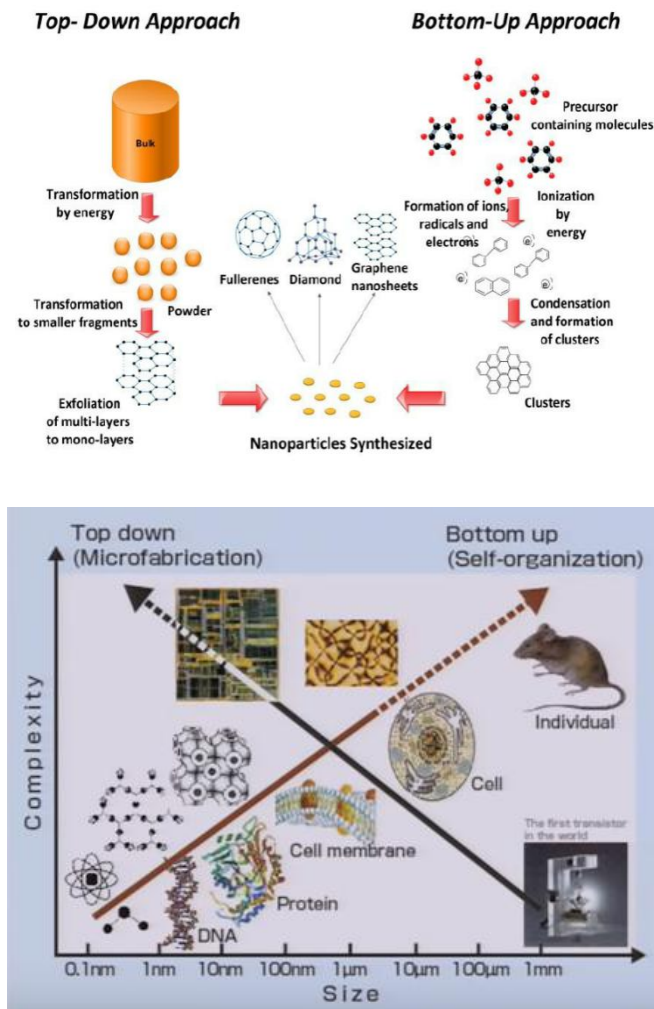 Top- Down Approach
Bottom-Up Approach
Bulk
Transformation
by energy
Powder
Transformation
to smaller fragments
Exfoliation
of multi-layers
to mono-layers
Fullerenes
Diamond
Graphene
nanosheets
Nanoparticles Synthesized
Precursor
containing molecules
Formation of ions,
radicals and
electrons
Ionization
by
energy
e
e
e
e
Condensation
and formation
of clusters
Clusters
Top down
(Microfabrication)
Bottom up
(Self-organization)
Complexity
Individual
Cell
The first transistor
in the world
Cell membrane
Protein
DNA
0.1nm 1nm 10nm 100nm 1µm 10µm 100µm 1mm
Size